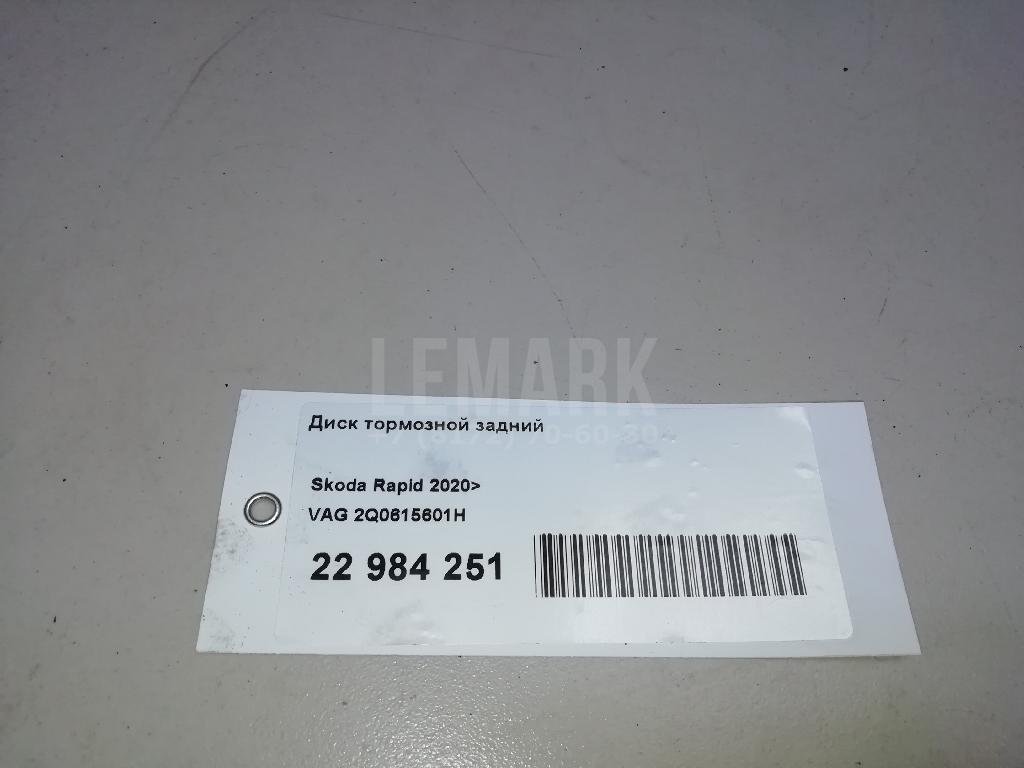 LEMARK
Диск тормозной задний
Skoda Rapid 2020>
VAG 2Q0615601H
22 984 251